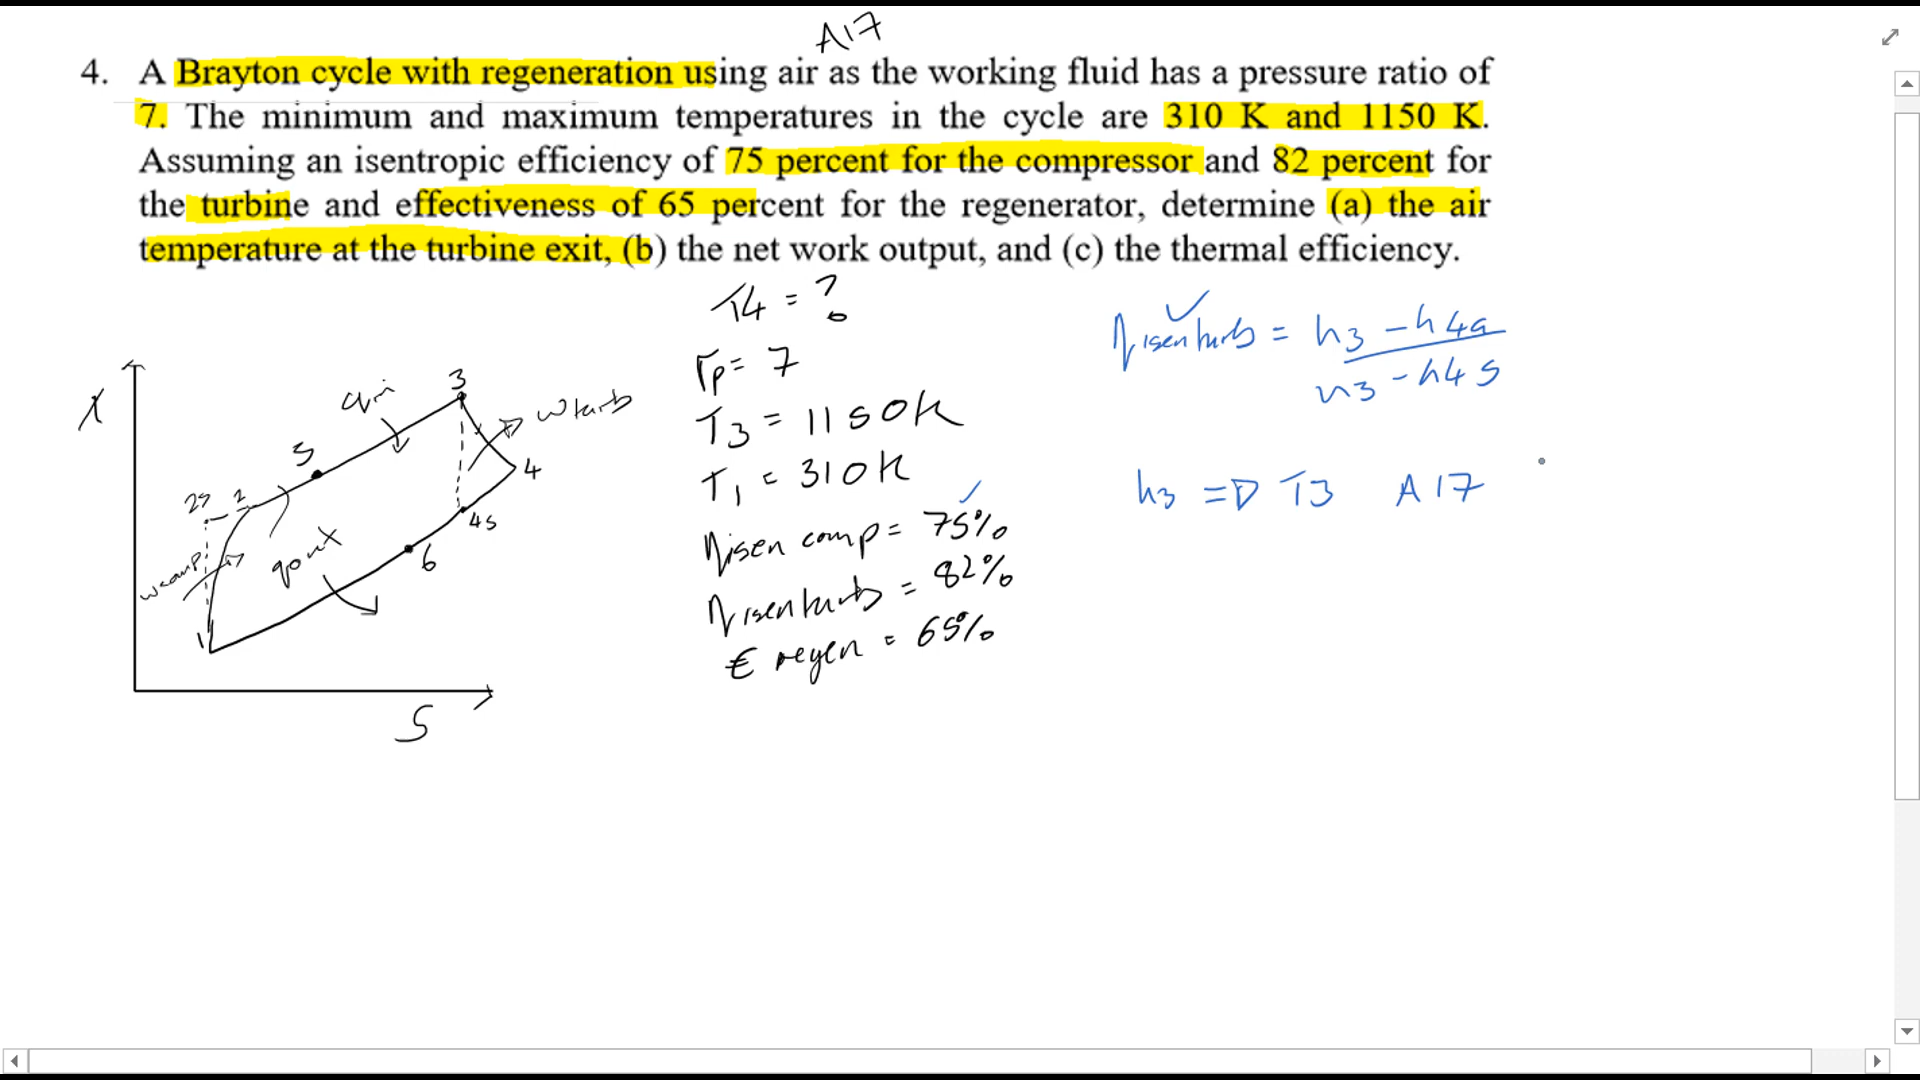 A17
4. A Brayton cycle with regeneration using air as the working fluid has a pressure ratio of
7. The minimum and maximum temperatures in the cycle are 310 K and 1150 K.
Assuming an isentropic efficiency of 75 percent for the compressor and 82 percent for
the turbine and effectiveness of 65 percent for the regenerator, determine (a) the air
temperature at the turbine exit, (b) the net work output, and (c) the thermal efficiency.
T4 = ?
rp = 7
T3 = 1150K
T1 = 310K
ηisen comp = 75%
ηisenturb = 82%
ε regen = 65%
ηisenturb = h3 - h4a
h3 - h4s
h3 => T3 A17
T
qin
3
wturb
5
4
2s 2
4s
wcomp
qout
6
1
S